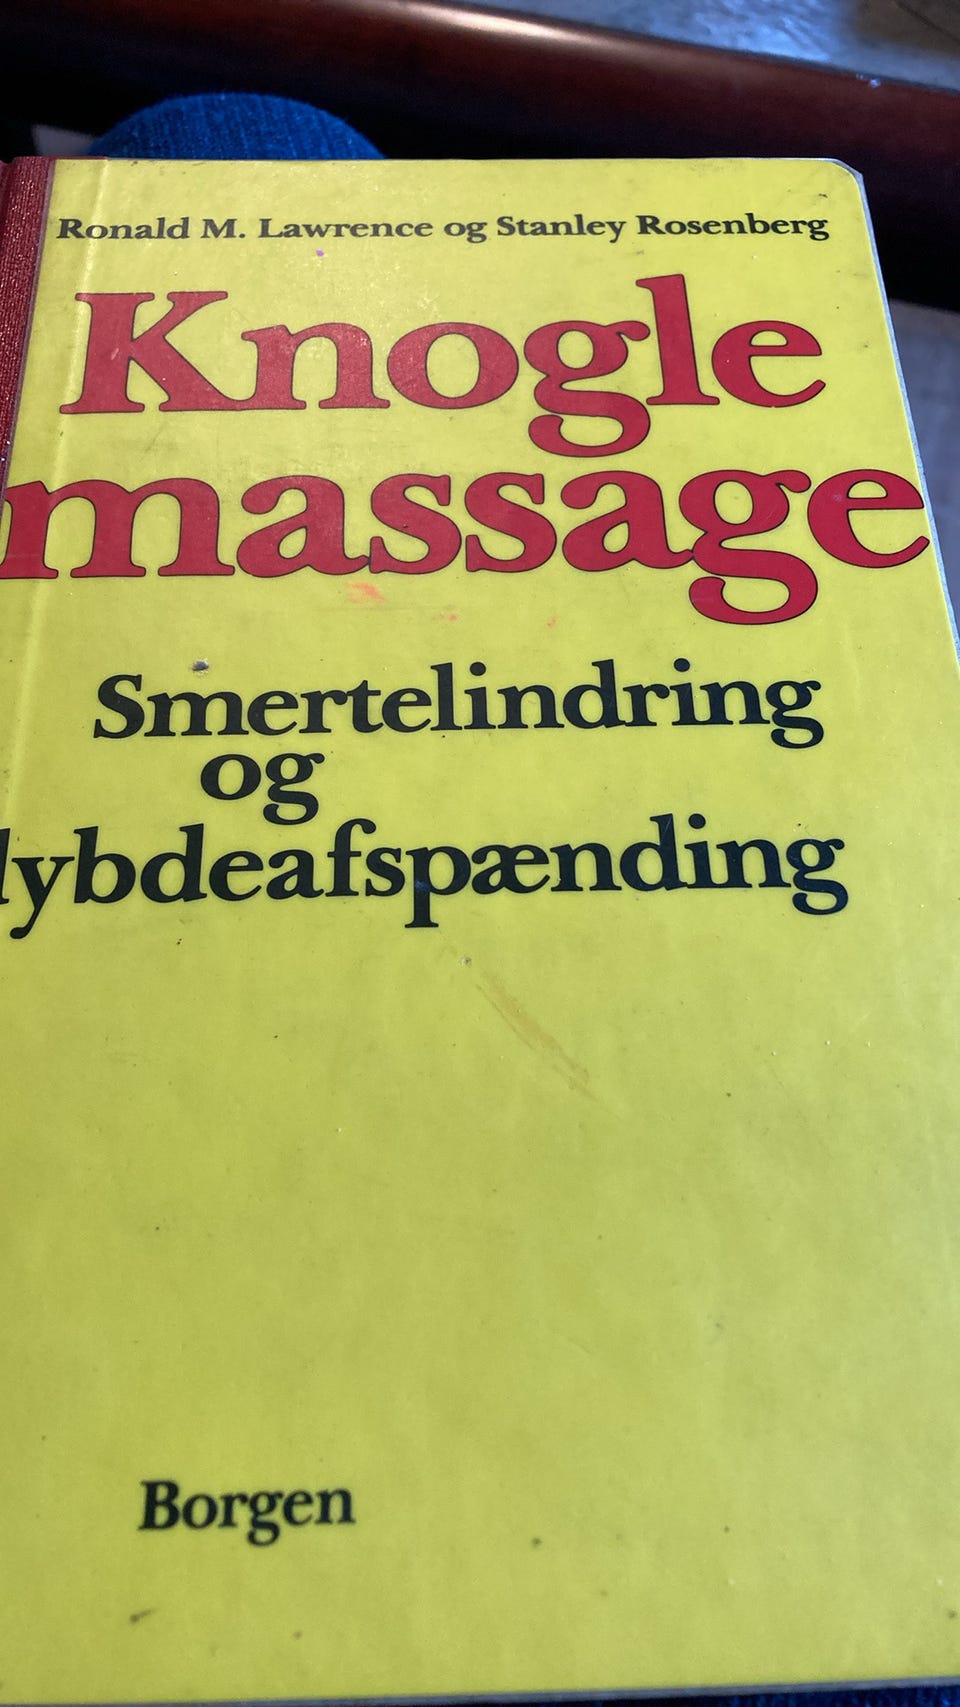 Ronald M. Lawrence og Stanley Rosenberg
Knogle
massage
Smertelindring
og
dybdeafspænding
Borgen